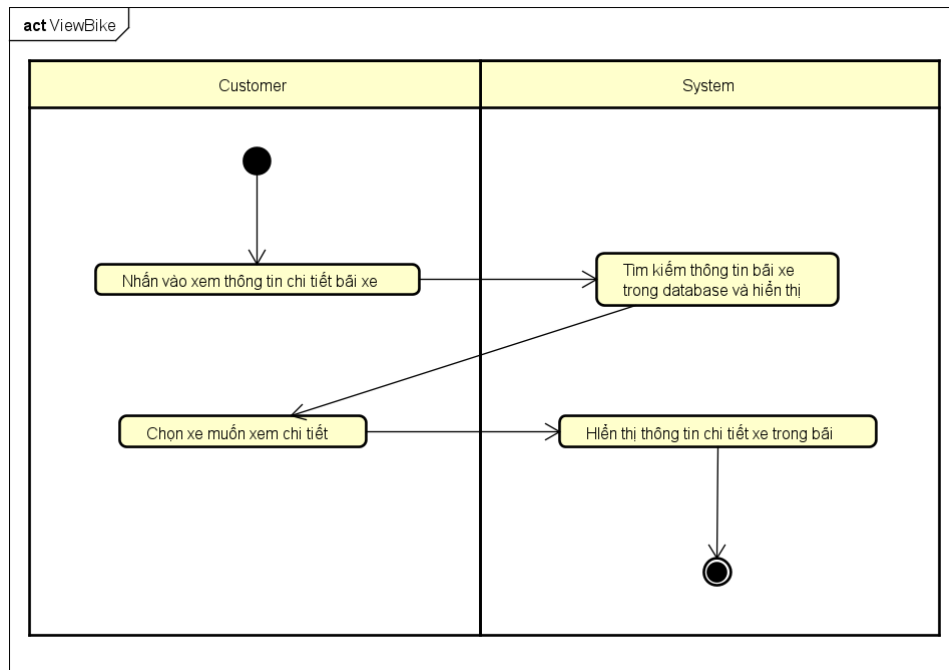 act ViewBike
Customer
System
Nhấn vào xem thông tin chi tiết bãi xe
Tìm kiếm thông tin bãi xe
trong database và hiển thị
Chọn xe muốn xem chi tiết
HIển thị thông tin chi tiết xe trong bãi